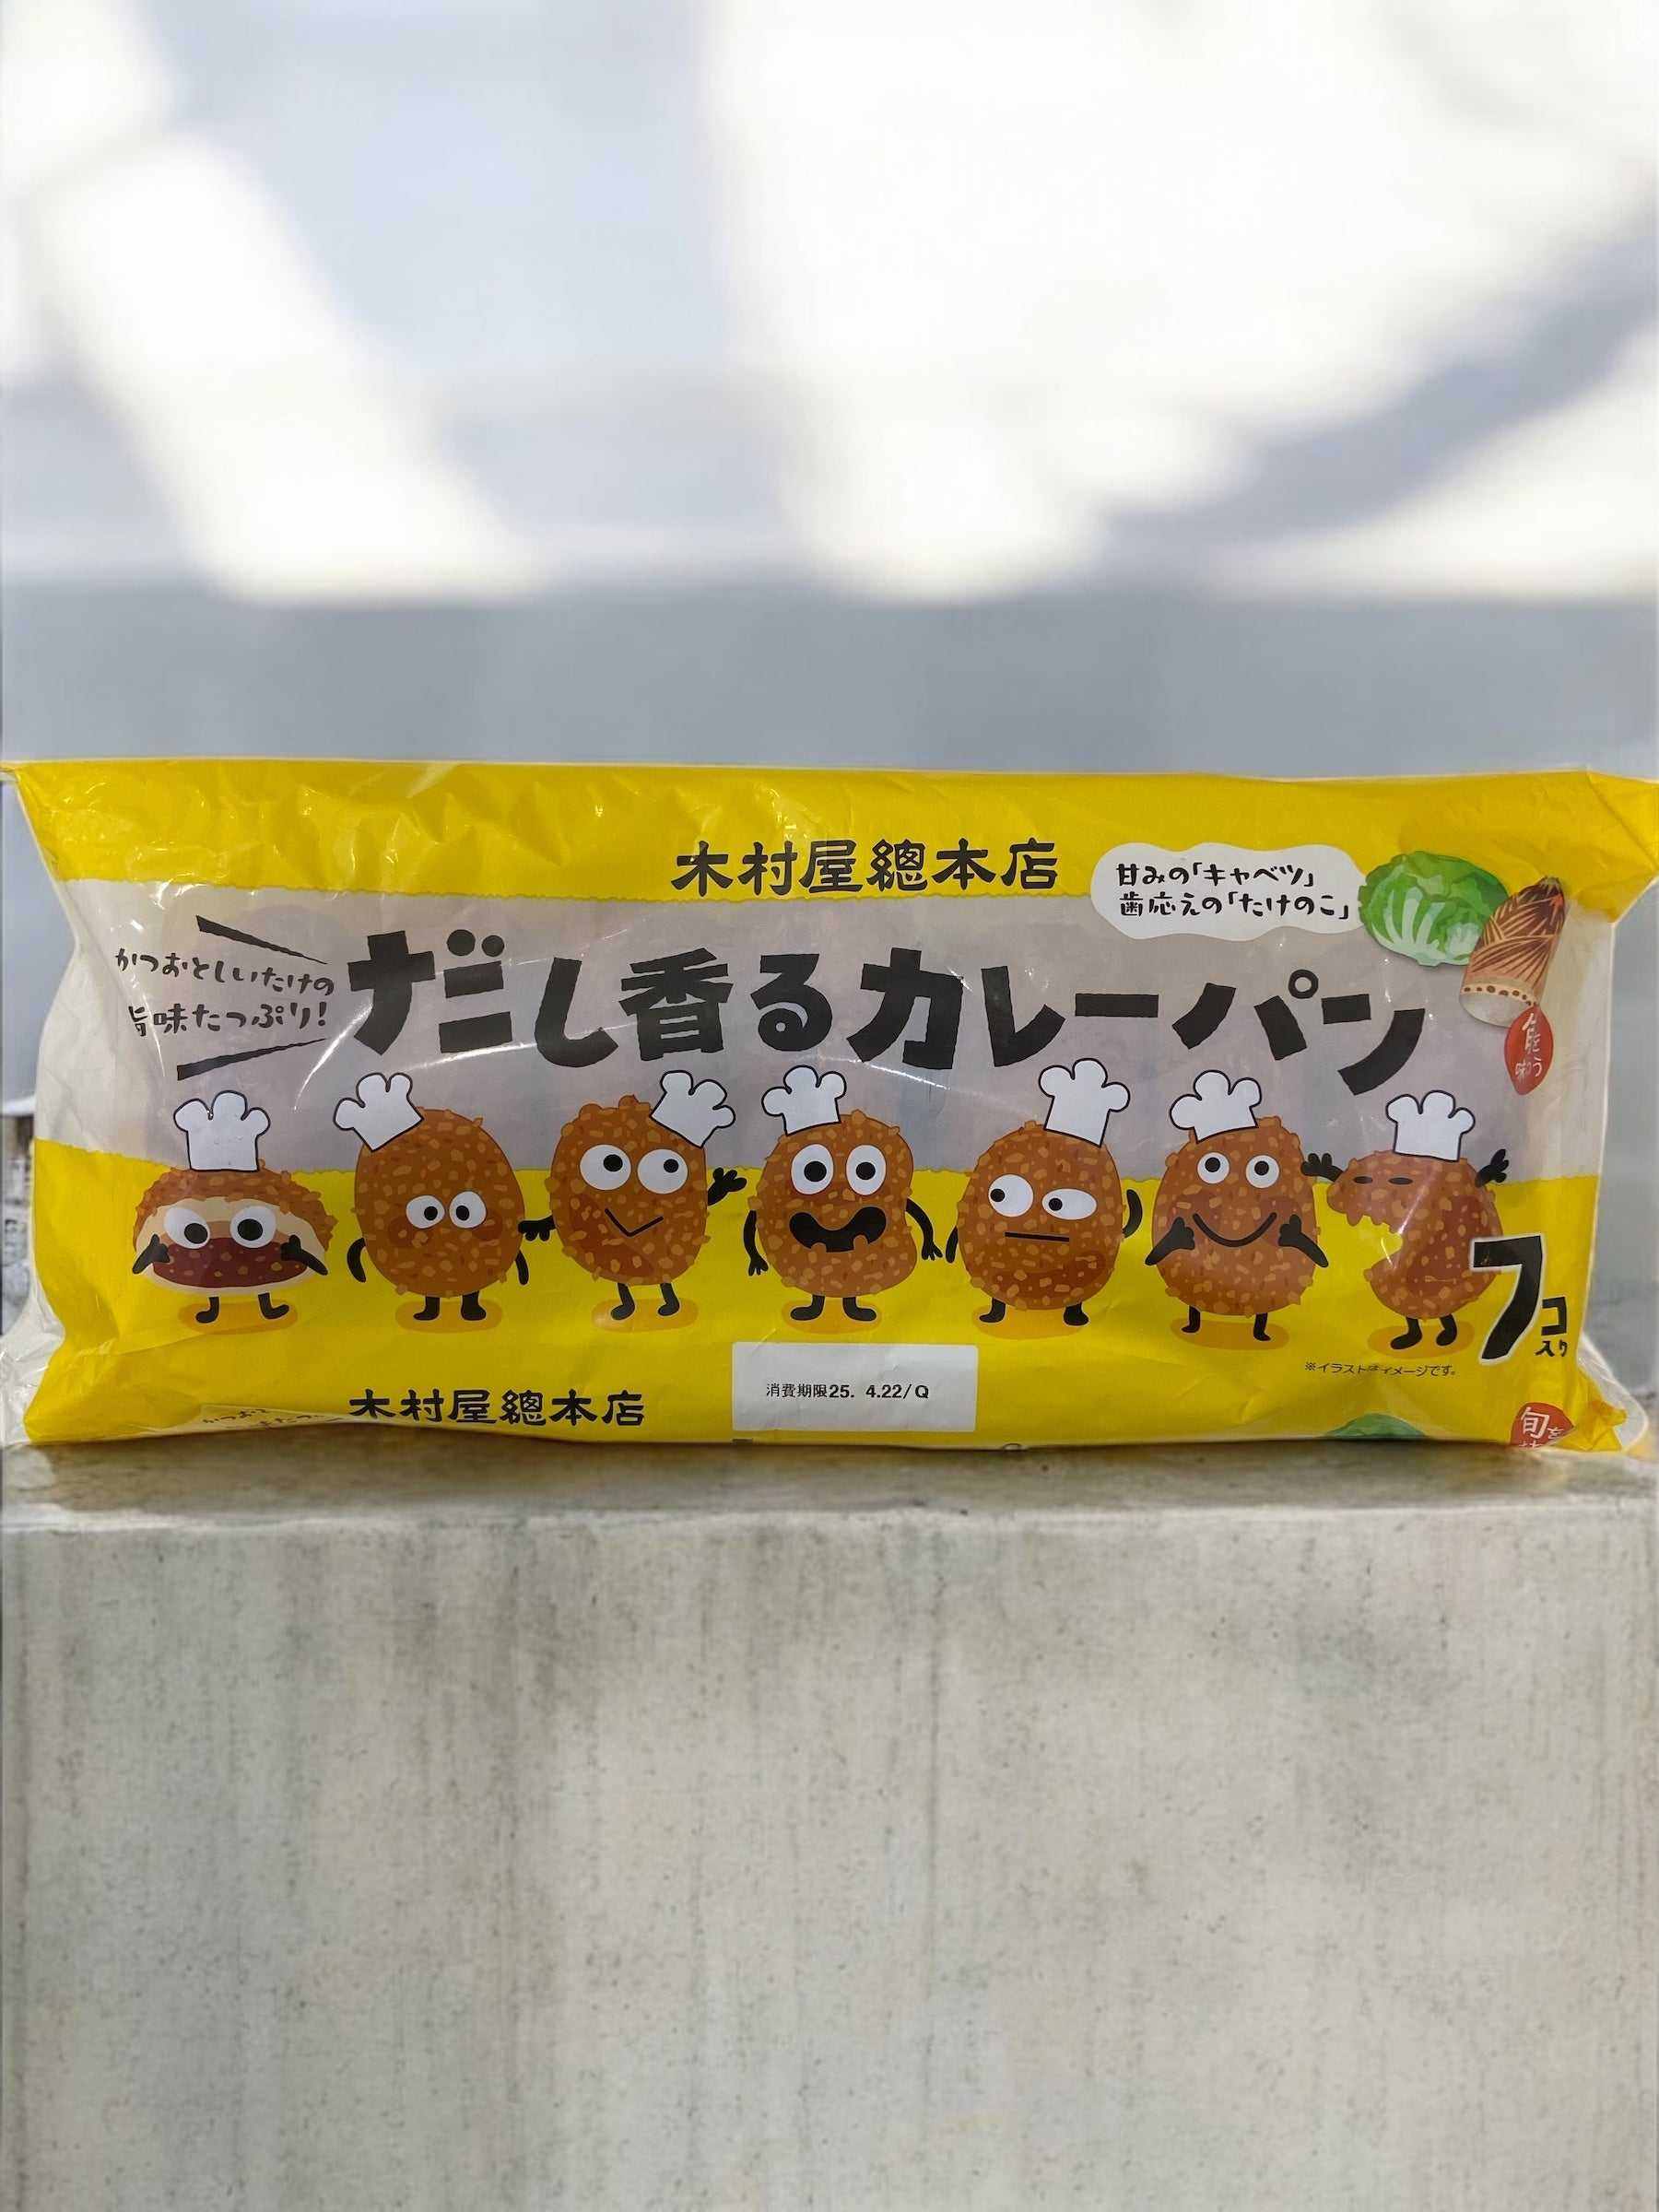 木村屋總本店
甘みの「キャベツ」
歯応えの「たけのこ」
かつおとしいたけの
旨味たっぷり!
だし香るカレーパン
7コ
入り
※イラストはイメージです。
木村屋總本店
消費期限25. 4.22/Q
旬を